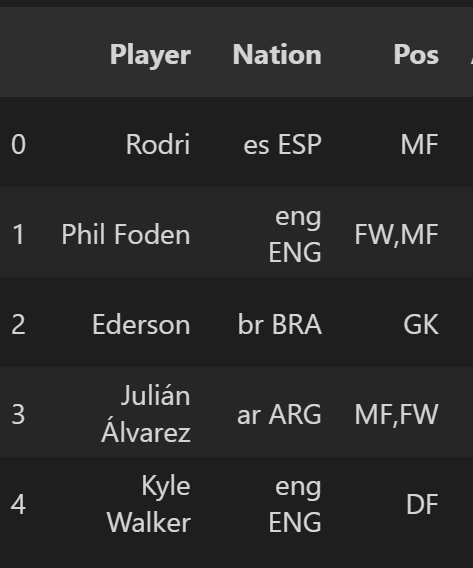 Player Nation Pos
0 Rodri es ESP MF
1 Phil Foden eng ENG FW,MF
2 Ederson br BRA GK
3 Julián Álvarez ar ARG MF,FW
4 Kyle Walker eng ENG DF